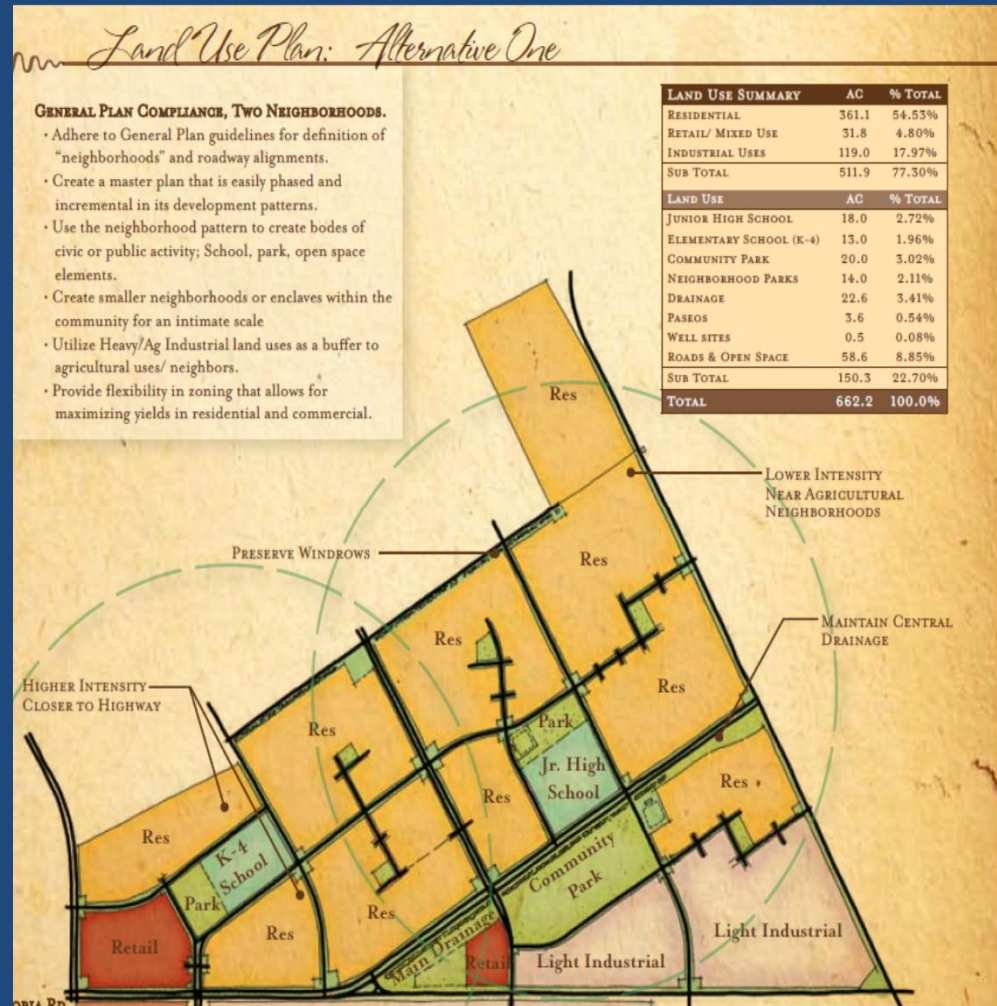 Land Use Plan: Alternative One
GENERAL PLAN COMPLIANCE, TWO NEIGHBORHOODS.
• Adhere to General Plan guidelines for definition of
"neighborhoods" and roadway alignments.
• Create a master plan that is easily phased and
incremental in its development patterns.
• Use the neighborhood pattern to create bodes of
civic or public activity; School, park, open space
elements.
• Create smaller neighborhoods or enclaves within the
community for an intimate scale
• Utilize Heavy/Ag Industrial land uses as a buffer to
agricultural uses/ neighbors.
• Provide flexibility in zoning that allows for
maximizing yields in residential and commercial.
LAND USE SUMMARY AC % TOTAL
RESIDENTIAL 361.1 54.53%
RETAIL/ MIXED USE 31.8 4.80%
INDUSTRIAL USES 119.0 17.97%
SUB TOTAL 511.9 77.30%
LAND USE AC % TOTAL
JUNIOR HIGH SCHOOL 18.0 2.72%
ELEMENTARY SCHOOL (K-4) 13.0 1.96%
COMMUNITY PARK 20.0 3.02%
NEIGHBORHOOD PARKS 14.0 2.11%
DRAINAGE 22.6 3.41%
PASEOS 3.6 0.54%
WELL SITES 0.5 0.08%
ROADS & OPEN SPACE 58.6 8.85%
SUB TOTAL 150.3 22.70%
TOTAL 662.2 100.0%
Res
LOWER INTENSITY
NEAR AGRICULTURAL
NEIGHBORHOODS
PRESERVE WINDROWS
Res
MAINTAIN CENTRAL
DRAINAGE
Res
HIGHER INTENSITY
CLOSER TO HIGHWAY
Res
Res
Park
Jr. High
School
Res
Res
Res
K-4
School
Community
Park
Park
Res
Res
Retail
Main Drainage
Retail
Light Industrial
Light Industrial
RD